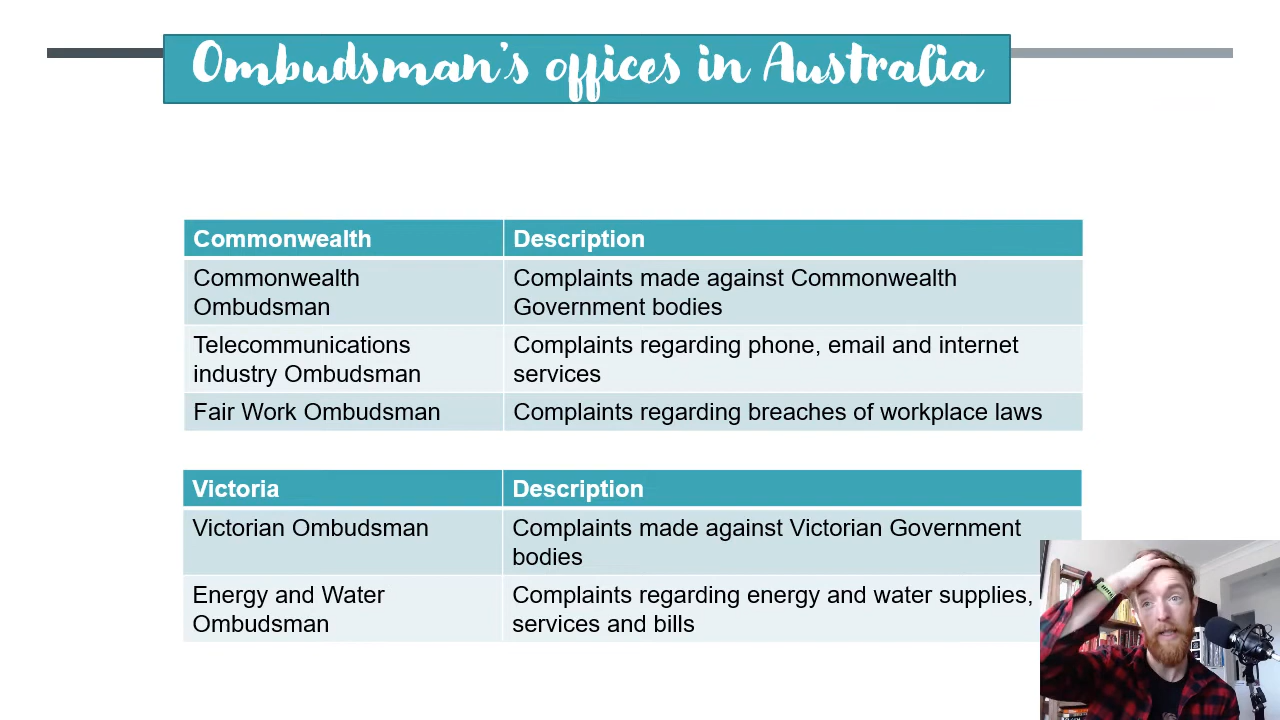 Ombudsman's offices in Australia
Commonwealth Description
Commonwealth Ombudsman Complaints made against Commonwealth Government bodies
Telecommunications industry Ombudsman Complaints regarding phone, email and internet services
Fair Work Ombudsman Complaints regarding breaches of workplace laws
Victoria Description
Victorian Ombudsman Complaints made against Victorian Government bodies
Energy and Water Ombudsman Complaints regarding energy and water supplies, services and bills